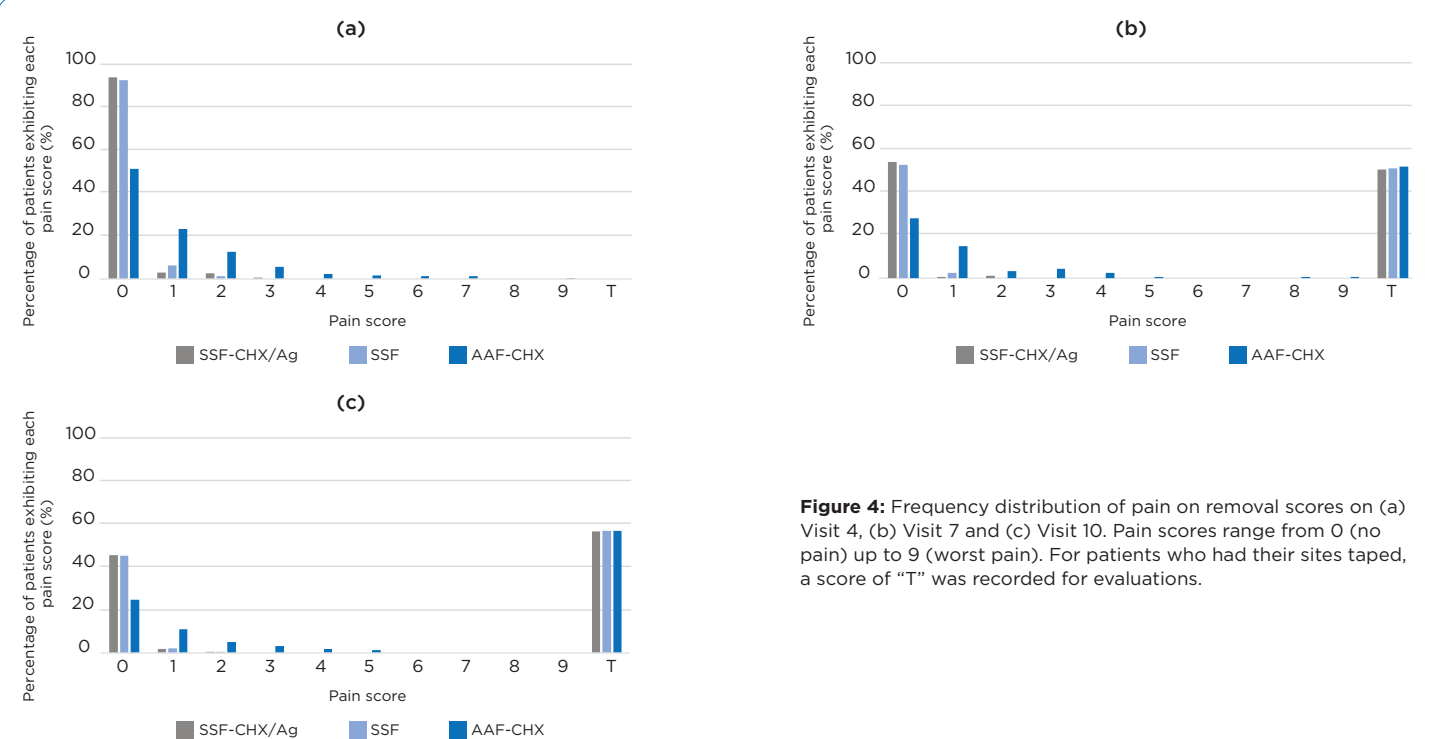 (a)
Percentage of patients exhibiting each
pain score (%)
100
80
60
40
20
0
0 1 2 3 4 5 6 7 8 9 T
Pain score
SSF-CHX/Ag SSF AAF-CHX
(b)
Percentage of patients exhibiting each
pain score (%)
100
80
60
40
20
0
0 1 2 3 4 5 6 7 8 9 T
Pain score
SSF-CHX/Ag SSF AAF-CHX
(c)
Percentage of patients exhibiting each
pain score (%)
100
80
60
40
20
0
0 1 2 3 4 5 6 7 8 9 T
Pain score
SSF-CHX/Ag SSF AAF-CHX
Figure 4: Frequency distribution of pain on removal scores on (a)
Visit 4, (b) Visit 7 and (c) Visit 10. Pain scores range from 0 (no
pain) up to 9 (worst pain). For patients who had their sites taped,
a score of “T” was recorded for evaluations.